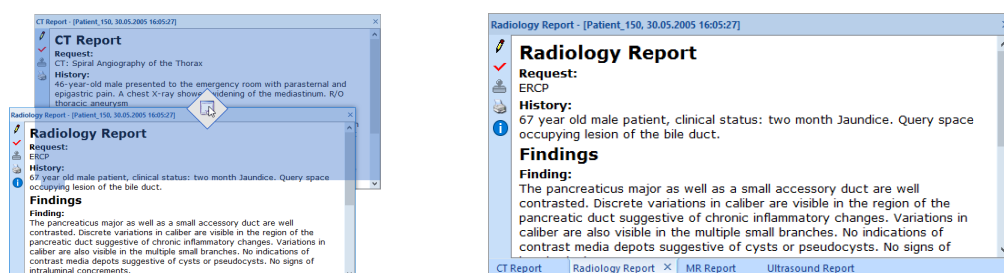 CT Report - [Patient_150, 30.05.2005 16:05:27]
CT Report
Request:
CT: Spiral Angiography of the Thorax
History:
46-year-old male presented to the emergency room with parasternal and
epigastric pain. A chest X-ray showed widening of the mediastinum. R/O
thoracic aneurysm
Radiology Report - [Patient_150, 30.05.2005 16:05:27]
Radiology Report
Request:
ERCP
History:
67 year old male patient, clinical status: two month Jaundice. Query space
occupying lesion of the bile duct.
Findings
Finding:
The pancreaticus major as well as a small accessory duct are well
contrasted. Discrete variations in caliber are visible in the region of the
pancreatic duct suggestive of chronic inflammatory changes. Variations in
caliber are also visible in the multiple small branches. No indications of
contrast media depots suggestive of cysts or pseudocysts. No signs of
intraluminal concrements.
Radiology Report - [Patient_150, 30.05.2005 16:05:27]
Radiology Report
Request:
ERCP
History:
67 year old male patient, clinical status: two month Jaundice. Query space
occupying lesion of the bile duct.
Findings
Finding:
The pancreaticus major as well as a small accessory duct are well
contrasted. Discrete variations in caliber are visible in the region of the
pancreatic duct suggestive of chronic inflammatory changes. Variations in
caliber are also visible in the multiple small branches. No indications of
contrast media depots suggestive of cysts or pseudocysts. No signs of
CT Report
Radiology Report
MR Report
Ultrasound Report